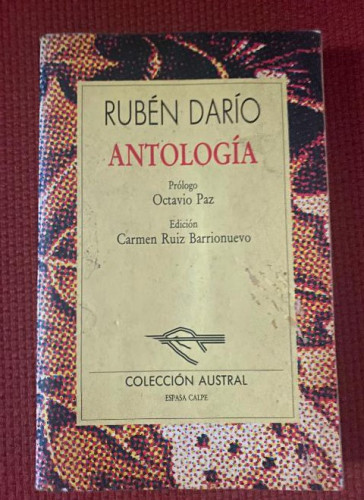 RUBÉN DARÍO
ANTOLOGÍA
Prólogo
Octavio Paz
Edición
Carmen Ruiz Barrionuevo
COLECCIÓN AUSTRAL
ESPASA CALPE